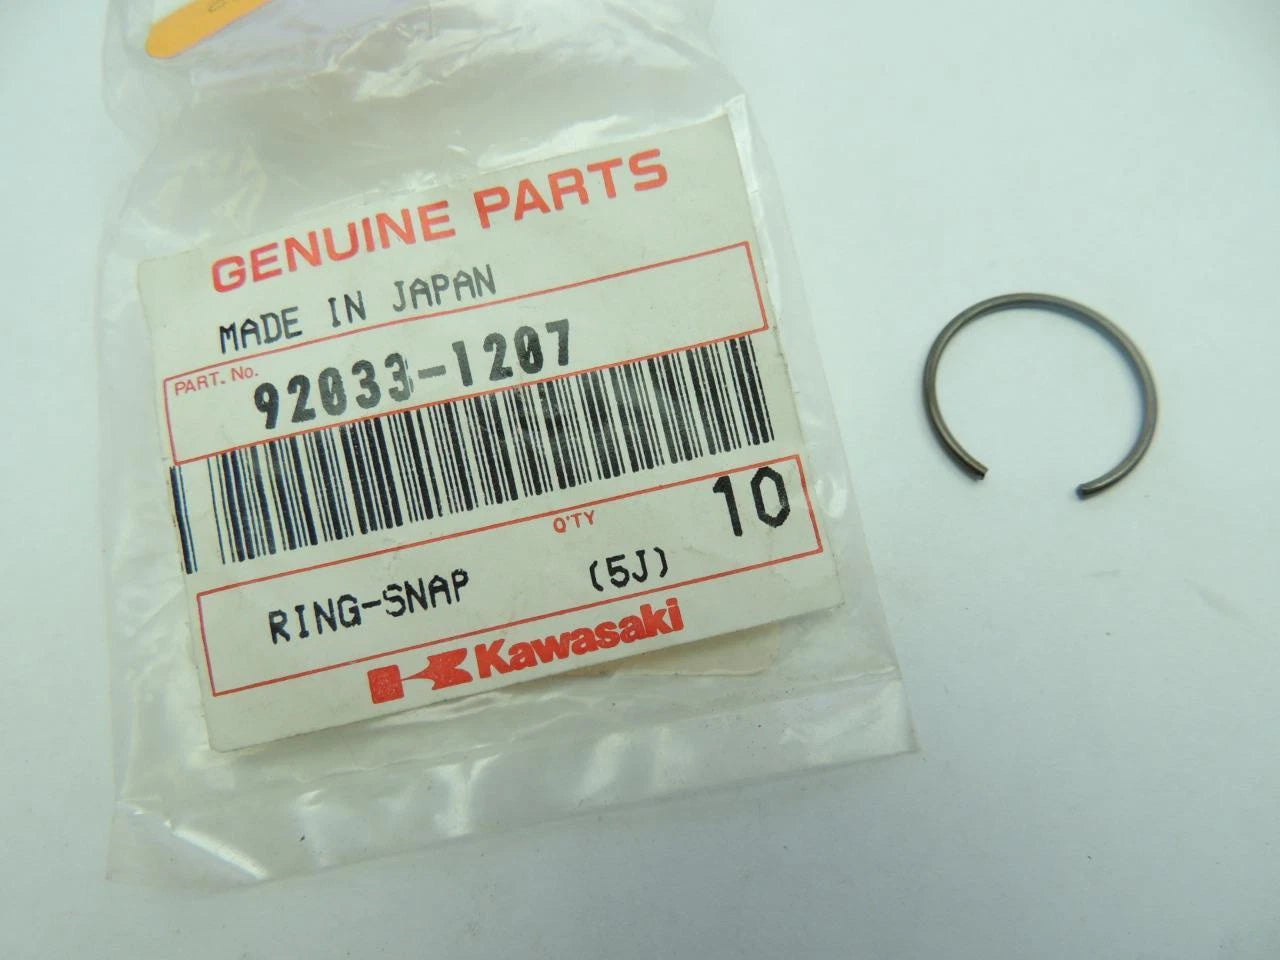 GENUINE PARTS
MADE IN JAPAN
PART. No.
92033-1207
Q'TY
10
RING-SNAP (5J)
Kawasaki